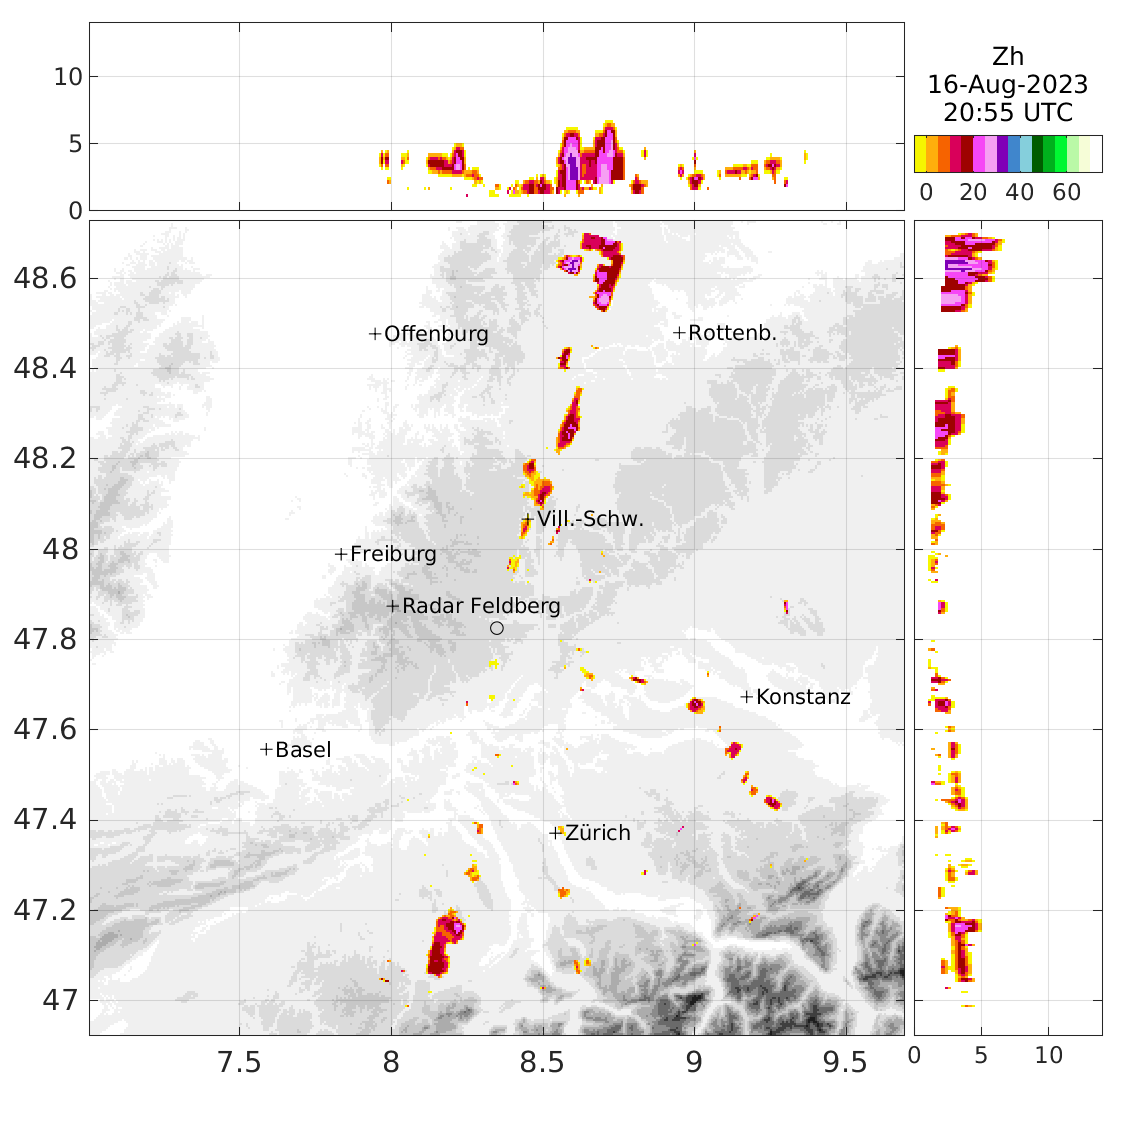 10
5
0
Zh
16-Aug-2023
20:55 UTC
0 20 40 60
48.6
48.4
48.2
48
47.8
47.6
47.4
47.2
47
+Offenburg
+Rottenb.
+Vill.-Schw.
+Freiburg
+Radar Feldberg
+Konstanz
+Basel
+Zürich
7.5 8 8.5 9 9.5
0 5 10